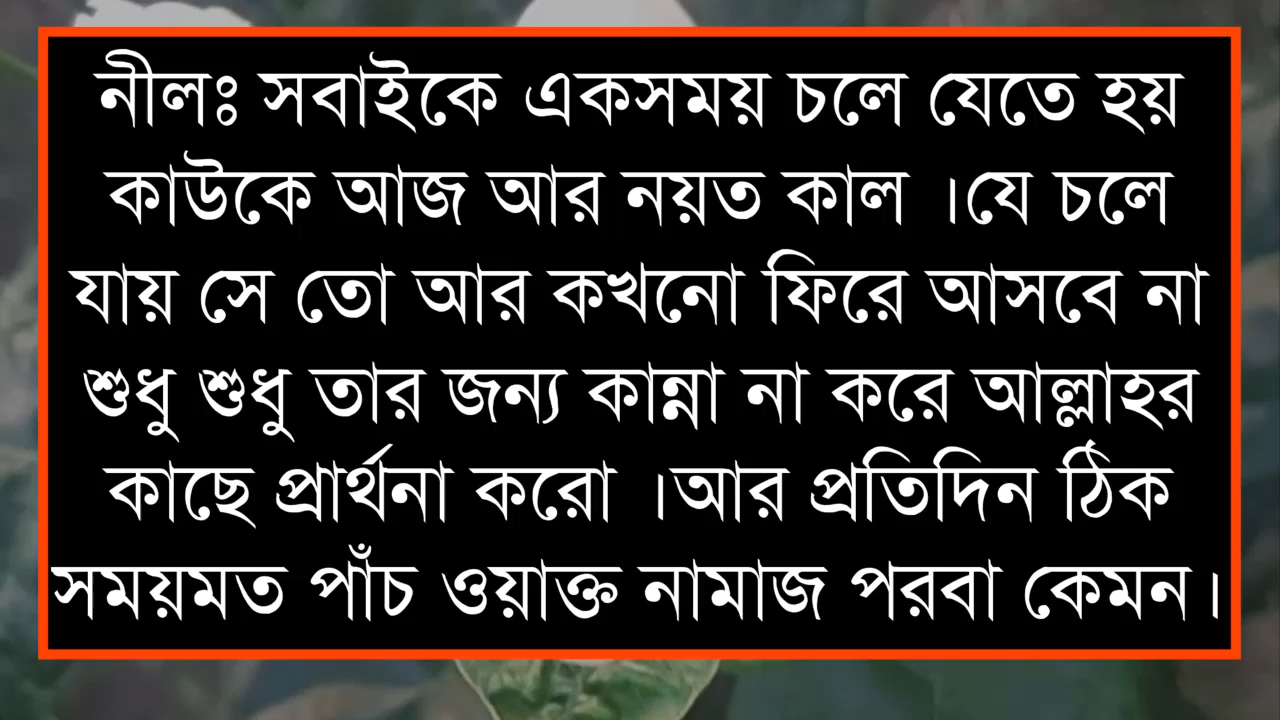 নীলঃ সবাইকে একসময় চলে যেতে হয়
কাউকে আজ আর নয়ত কাল ।যে চলে
যায় সে তো আর কখনো ফিরে আসবে না
শুধু শুধু তার জন্য কান্না না করে আল্লাহর
কাছে প্রার্থনা করো ।আর প্রতিদিন ঠিক
সময়মত পাঁচ ওয়াক্ত নামাজ পরবা কেমন।